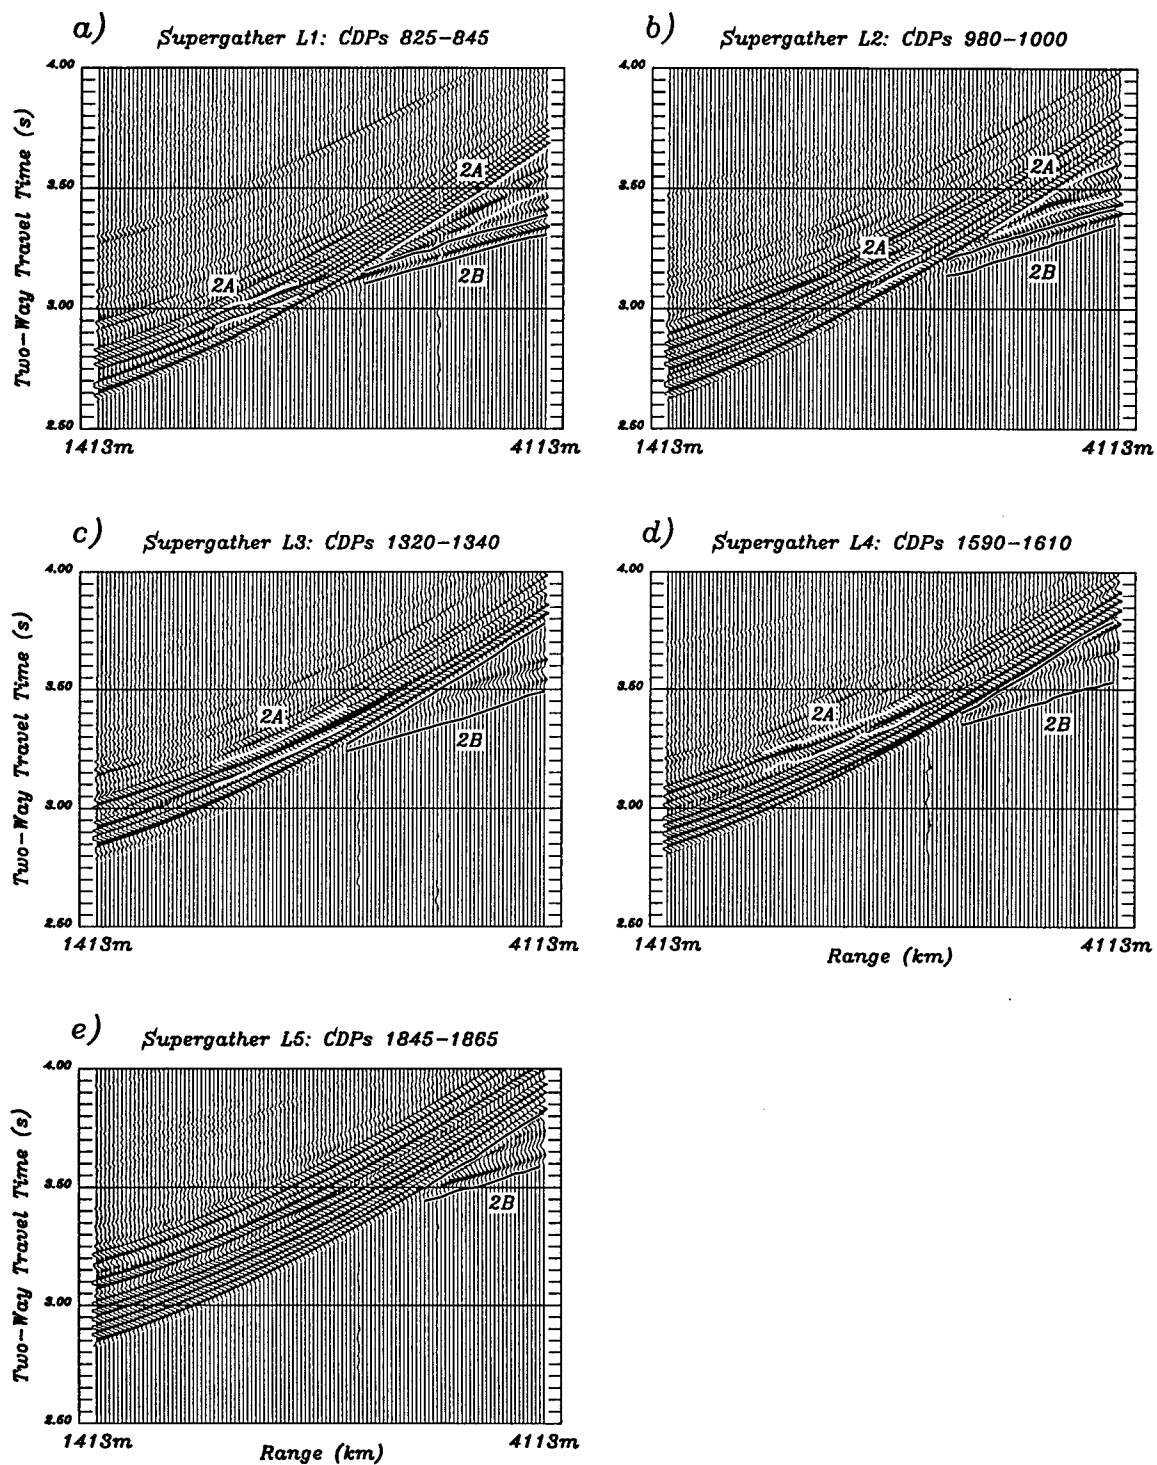 a) Supergather L1: CDPs 825-845
4.00
Two-Way Travel Time (s)
2A
3.50
2A
2B
3.00
2.50
1413m 4113m
b) Supergather L2: CDPs 980-1000
4.00
2A
3.50
2A
2B
3.00
2.50
1413m 4113m
c) Supergather L3: CDPs 1320-1340
4.00
Two-Way Travel Time (s)
3.50
2A
2B
3.00
2.50
1413m 4113m
d) Supergather L4: CDPs 1590-1610
4.00
3.50
2A
2B
3.00
2.50
1413m 4113m
Range (km)
e) Supergather L5: CDPs 1845-1865
4.00
Two-Way Travel Time (s)
3.50
2B
3.00
2.50
1413m 4113m
Range (km)